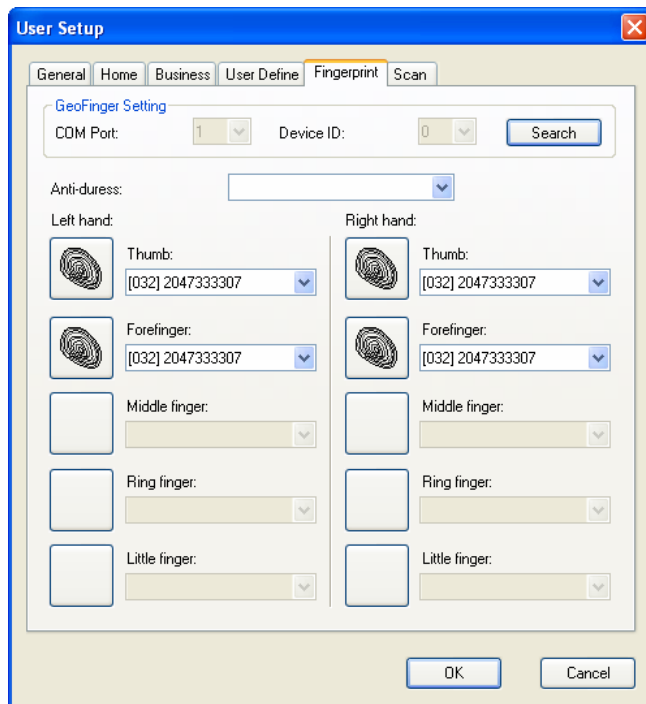 User Setup
General Home Business User Define Fingerprint Scan
GeoFinger Setting
COM Port: 1 Device ID: 0 Search
Anti-duress:
Left hand: Right hand:
Thumb: Thumb:
[032] 2047333307 [032] 2047333307
Forefinger: Forefinger:
[032] 2047333307 [032] 2047333307
Middle finger: Middle finger:
Ring finger: Ring finger:
Little finger: Little finger:
OK Cancel